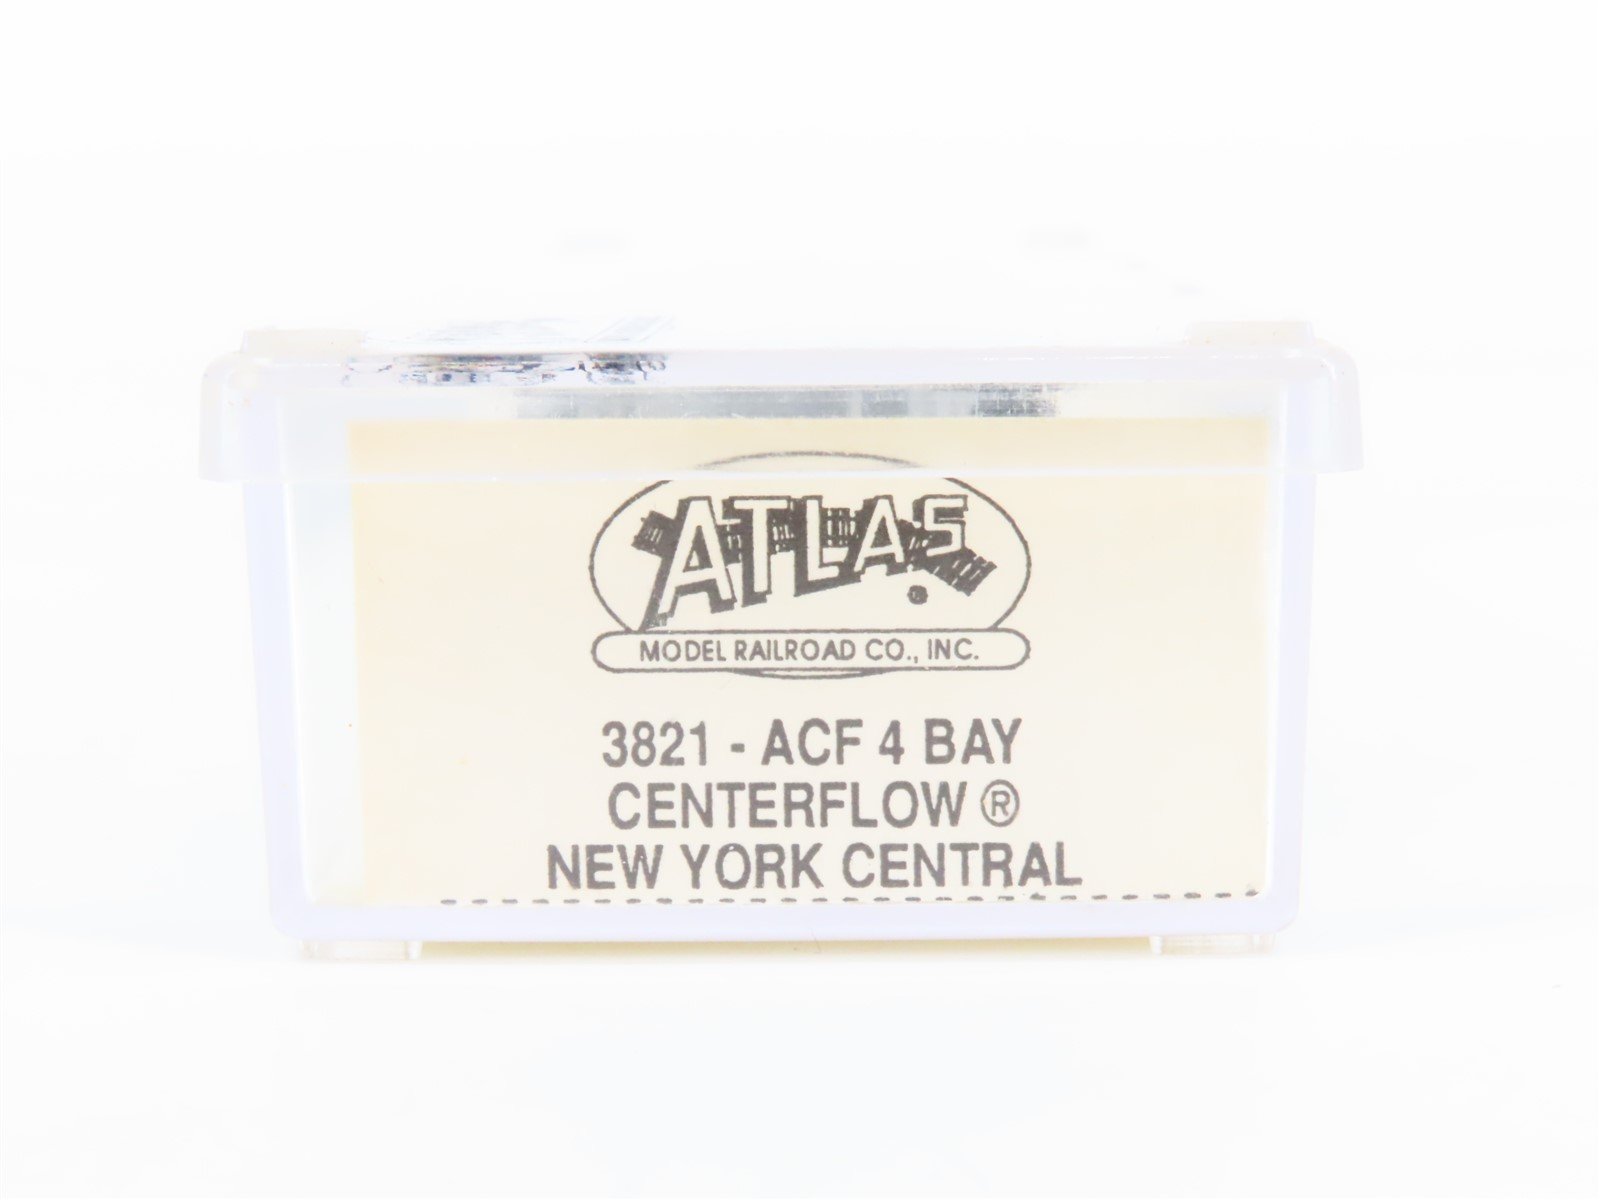 ATLAS®
MODEL RAILROAD CO., INC.
3821 - ACF 4 BAY
CENTERFLOW ®
NEW YORK CENTRAL